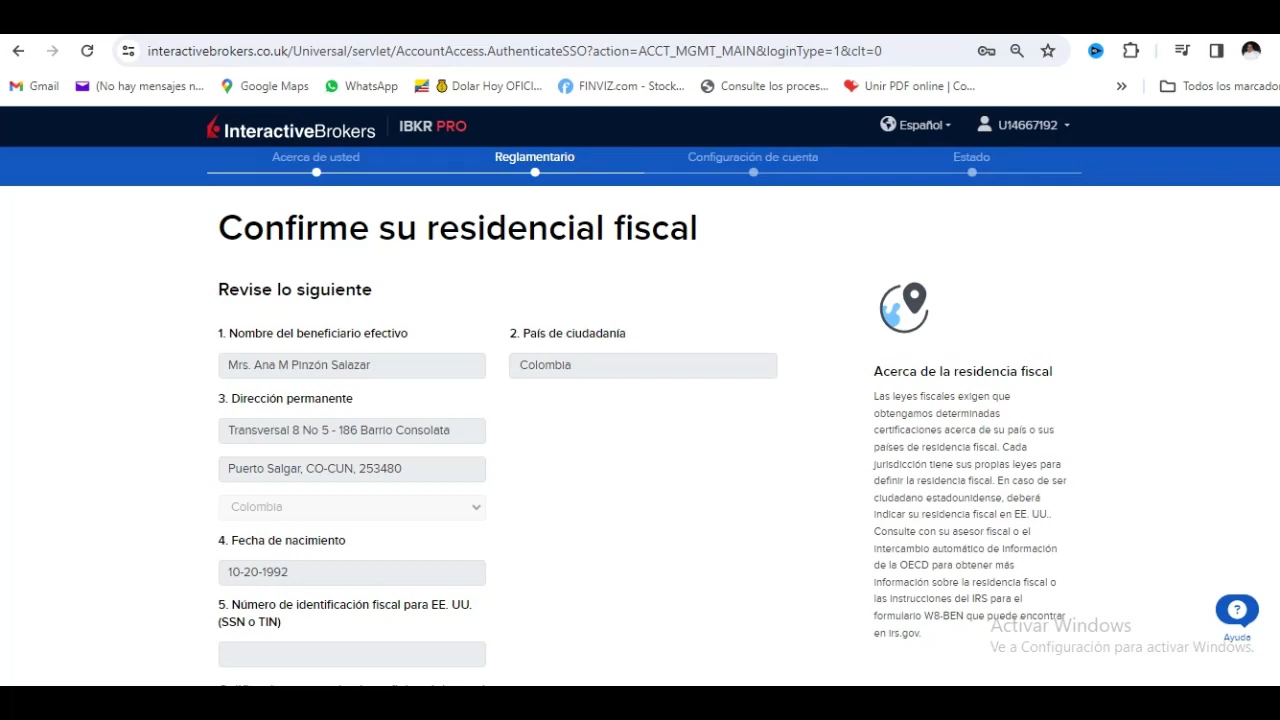 interactivebrokers.co.uk/Universal/servlet/AccountAccess.AuthenticateSSO?action=ACCT_MGMT_MAIN&loginType=1&clt=0
Gmail
(No hay mensajes n...
Google Maps
WhatsApp
Dolar Hoy OFICI...
FINVIZ.com - Stock...
Consulte los proces...
Unir PDF online | Co...
»
Todos los marcado
InteractiveBrokers
IBKR PRO
Español
U14667192
Acerca de usted
Reglamentario
Configuración de cuenta
Estado
Confirme su residencial fiscal
Revise lo siguiente
1. Nombre del beneficiario efectivo
2. País de ciudadanía
Mrs. Ana M Pinzón Salazar
Colombia
3. Dirección permanente
Transversal 8 No 5 - 186 Barrio Consolata
Puerto Salgar, CO-CUN, 253480
Colombia
4. Fecha de nacimiento
10-20-1992
5. Número de identificación fiscal para EE. UU.
(SSN o TIN)
Acerca de la residencia fiscal
Las leyes fiscales exigen que
obtengamos determinadas
certificaciones acerca de su país o sus
países de residencia fiscal. Cada
jurisdicción tiene sus propias leyes para
definir la residencia fiscal. En caso de ser
ciudadano estadounidense, deberá
indicar su residencia fiscal en EE. UU..
Consulte con su asesor fiscal o el
intercambio automático de información
de la OECD para obtener más
información sobre la residencia fiscal o
las instrucciones del IRS para el
formulario W8-BEN que puede encontrar
en irs.gov.
Ayuda
Activar Windows
Ve a Configuración para activar Windows.